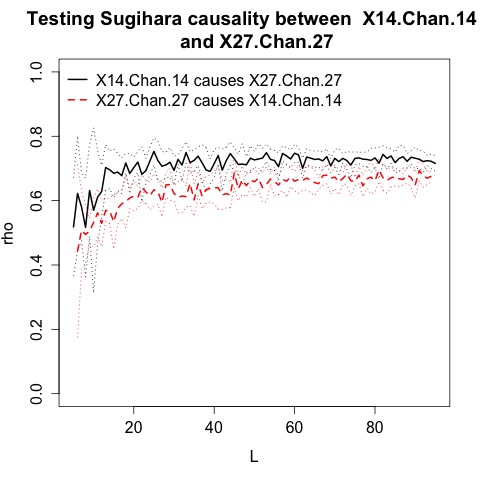 Testing Sugihara causality between  X14.Chan.14
and X27.Chan.27
X14.Chan.14 causes X27.Chan.27
X27.Chan.27 causes X14.Chan.14
1.0
0.8
0.6
0.4
0.2
0.0
rho
20 40 60 80
L